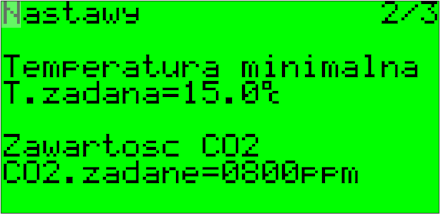 Nastawy 2/3
Temperatura minimalna
T.zadana=15.0℃
Zawartosc CO2
CO2.zadane=0800ppm